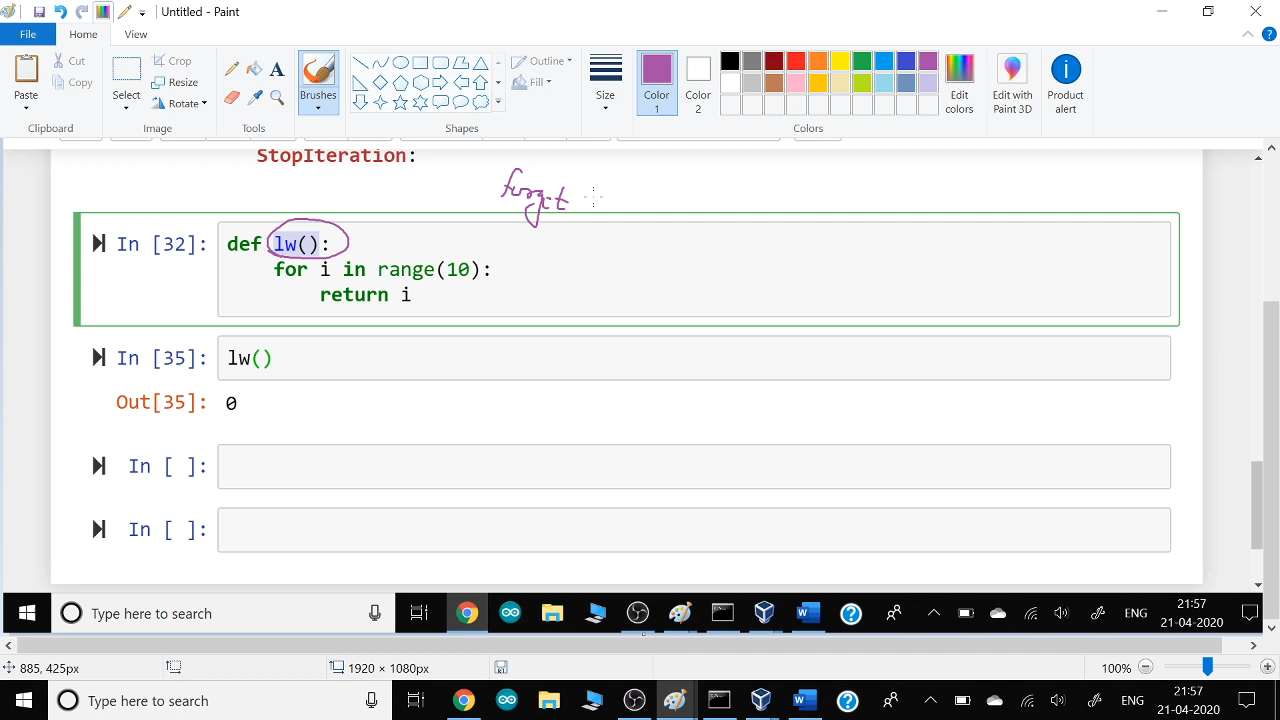 Untitled - Paint
File Home View
Paste
Cut
Copy
Clipboard
Select
Crop
Resize
Rotate
Image
Tools
Brushes
Shapes
Outline
Fill
Size
Color 1
Color 2
Edit colors
Colors
Edit with Paint 3D
Product alert
StopIteration:
forget
In [32]: def lw():
for i in range(10):
return i
In [35]: lw()
Out[35]: 0
In [ ]:
In [ ]:
Type here to search
ENG
21:57
21-04-2020
885, 425px
1920 × 1080px
100%
Type here to search
ENG
21:57
21-04-2020